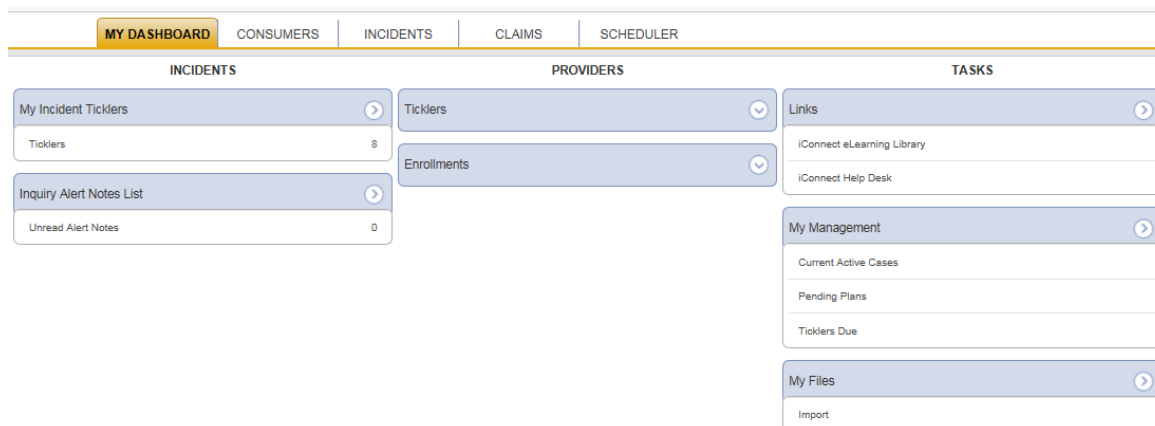 MY DASHBOARD CONSUMERS INCIDENTS CLAIMS SCHEDULER
INCIDENTS
My Incident Ticklers
Ticklers 8
Inquiry Alert Notes List
Unread Alert Notes 0
PROVIDERS
Ticklers
Enrollments
TASKS
Links
iConnect eLearning Library
iConnect Help Desk
My Management
Current Active Cases
Pending Plans
Ticklers Due
My Files
Import